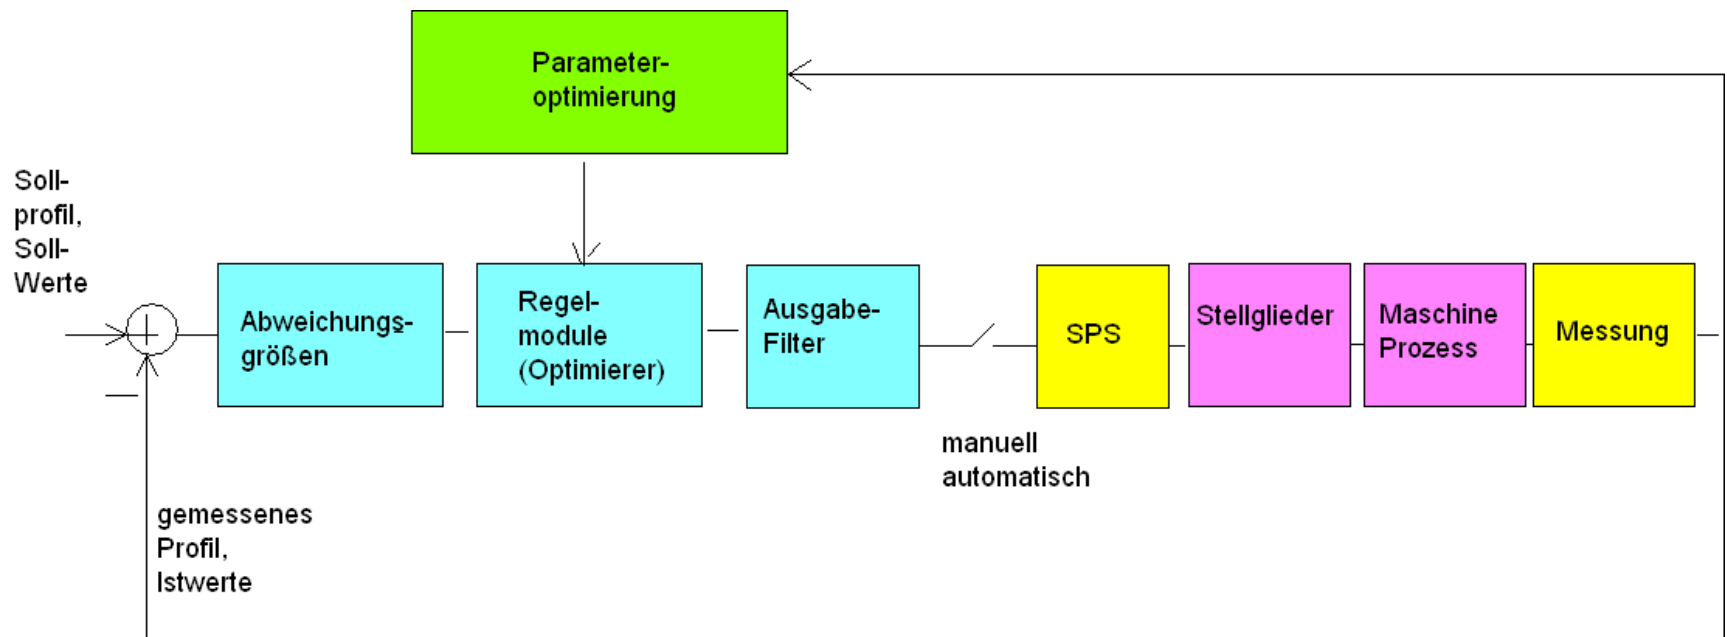 Parameter-
optimierung
Soll-
profil,
Soll-
Werte
Abweichungs-
größen
Regel-
module
(Optimierer)
Ausgabe-
Filter
SPS
Stellglieder
Maschine
Prozess
Messung
manuell
automatisch
gemessenes
Profil,
Istwerte